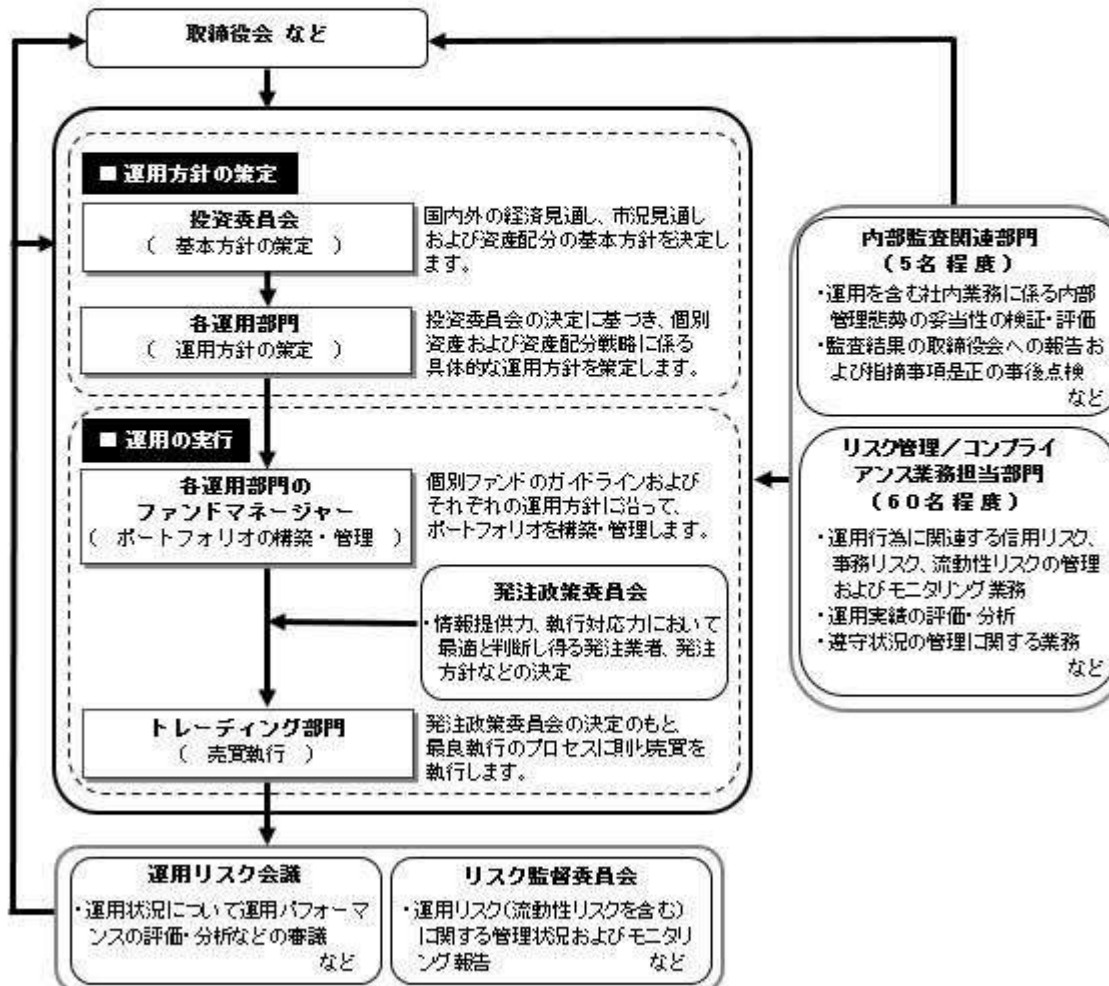 取締役会 など
■ 運用方針の策定
投資委員会
( 基本方針の策定 )
国内外の経済見通し、市況見通し
および資産配分の基本方針を決定し
ます。
各運用部門
( 運用方針の策定 )
投資委員会の決定に基づき、個別
資産および資産配分戦略に係る
具体的な運用方針を策定します。
■ 運用の実行
各運用部門の
ファンドマネージャー
( ポートフォリオの構築・管理 )
個別ファンドのガイドラインおよび
それぞれの運用方針に沿って、
ポートフォリオを構築・管理します。
発注政策委員会
・情報提供力、執行対応力において
最適と判断し得る発注業者、発注
方針などの決定
トレーディング部門
( 売買執行 )
発注政策委員会の決定のもと、
最良執行のプロセスに則り売買を
執行します。
内部監査関連部門
(5名程度)
・運用を含む社内業務に係る内部
管理態勢の妥当性の検証・評価
・監査結果の取締役会への報告お
よび指摘事項是正の事後点検
など
リスク管理/コンプライ
アンス業務担当部門
(60名程度)
・運用行為に関連する信用リスク、
事務リスク、流動性リスクの管理
およびモニタリング業務
・運用実績の評価・分析
・遵守状況の管理に関する業務
など
運用リスク会議
・運用状況について運用パフォーマ
ンスの評価・分析などの審議
など
リスク監督委員会
・運用リスク(流動性リスクを含む)
に関する管理状況およびモニタリ
ング報告 など